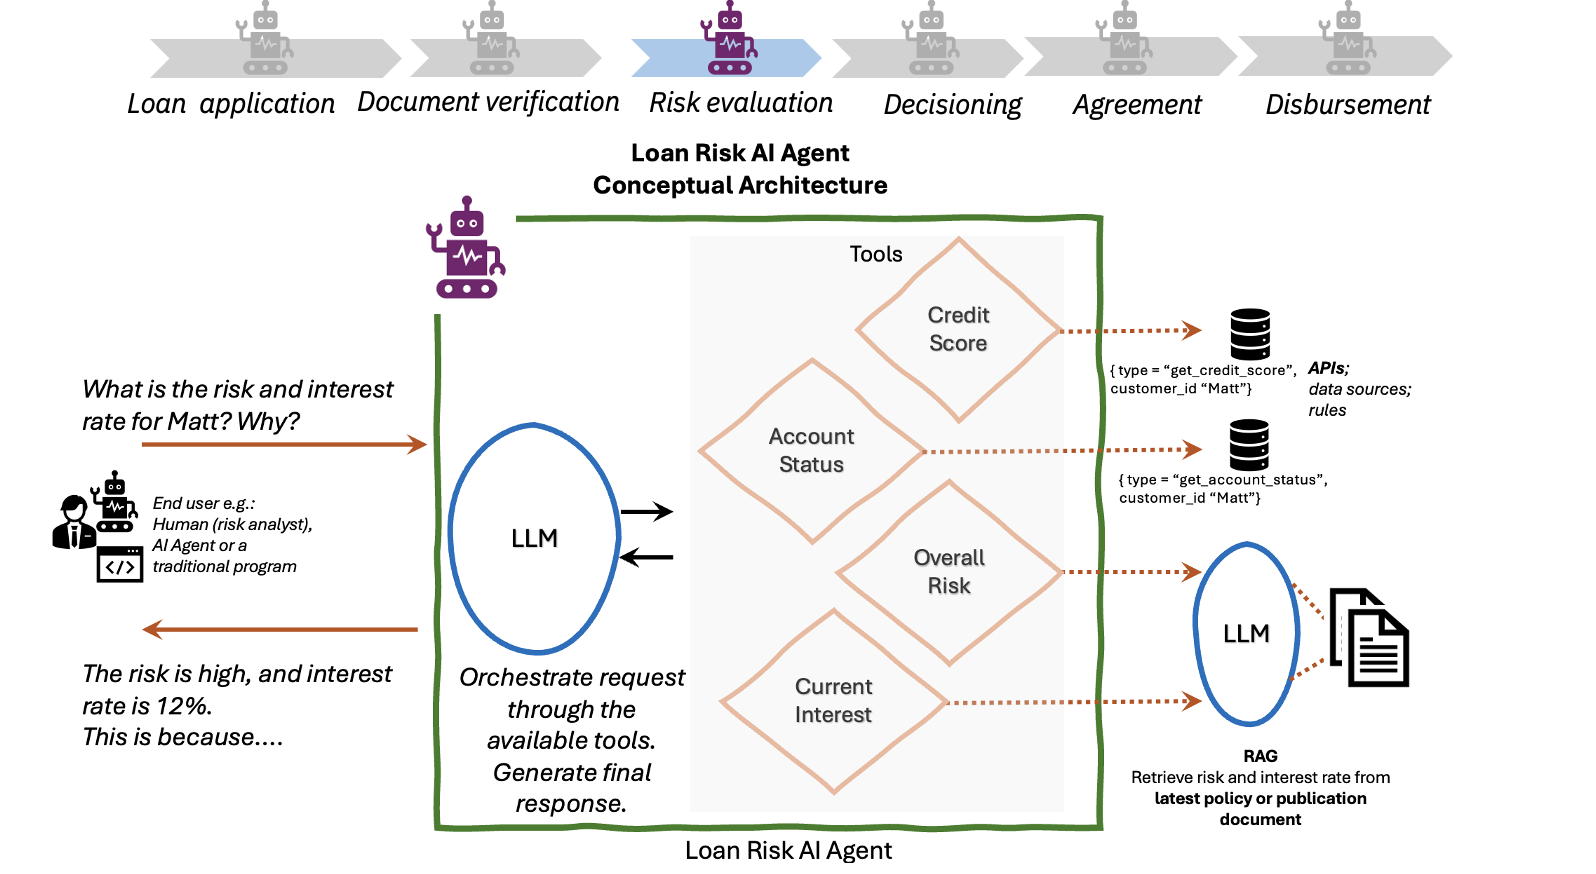 Loan application
Document verification
Risk evaluation
Decisioning
Agreement
Disbursement
Loan Risk AI Agent
Conceptual Architecture
Tools
Credit
Score
{ type = “get_credit_score”,
customer_id “Matt”}
APIs;
data sources;
rules
What is the risk and interest
rate for Matt? Why?
Account
Status
{ type = “get_account_status”,
customer_id “Matt”}
End user e.g.:
Human (risk analyst),
AI Agent or a
traditional program
</>
LLM
Overall
Risk
LLM
The risk is high, and interest
rate is 12%.
This is because....
Orchestrate request
through the
available tools.
Generate final
response.
Current
Interest
RAG
Retrieve risk and interest rate from
latest policy or publication
document
Loan Risk AI Agent